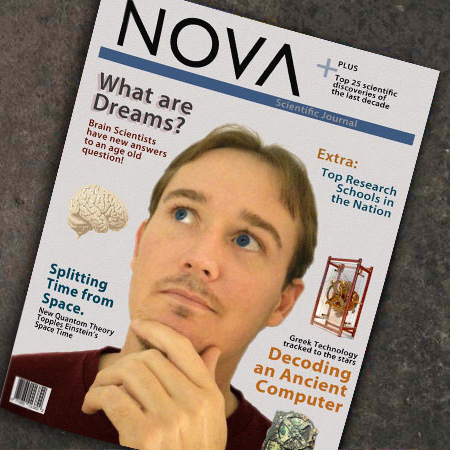 NOVA
PLUS
Top 25 scientific
discoveries of
the last decade
Scientific Journal
What are
Dreams?
Brain Scientists
have new answers
to an age old
question!
Extra:
Top Research
Schools in
the Nation
Splitting
Time from
Space.
New Quantum Theory
Topples Einstein's
Space Time
Greek Technology
tracked to the stars
Decoding
an Ancient
Computer